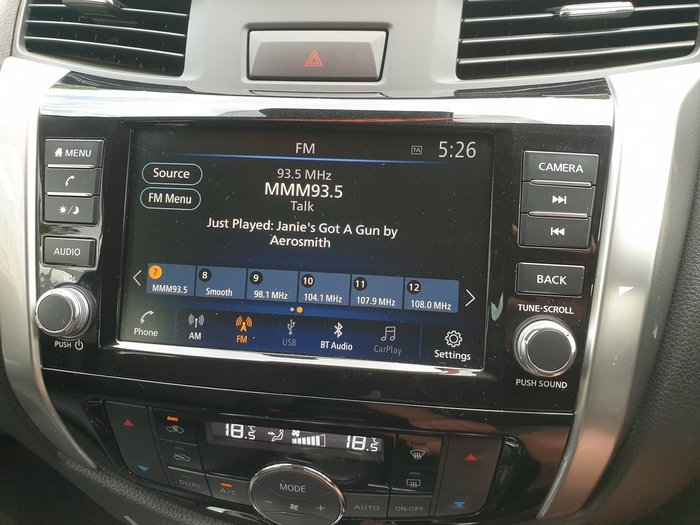 FM TA 5:26
MENU
CAMERA
Source
93.5 MHz
MMM93.5
FM Menu
Talk
Just Played: Janie's Got A Gun by
Aerosmith
AUDIO
BACK
VOL
TUNE·SCROLL
7 8 9 10 11 12
MMM93.5 Smooth 98.1 MHz 104.1 MHz 107.9 MHz 108.0 MHz
Phone AM FM USB BT Audio CarPlay Settings
PUSH
PUSH SOUND
18.5°C 18.5°C
DUAL A/C MODE AUTO ON·OFF
- +